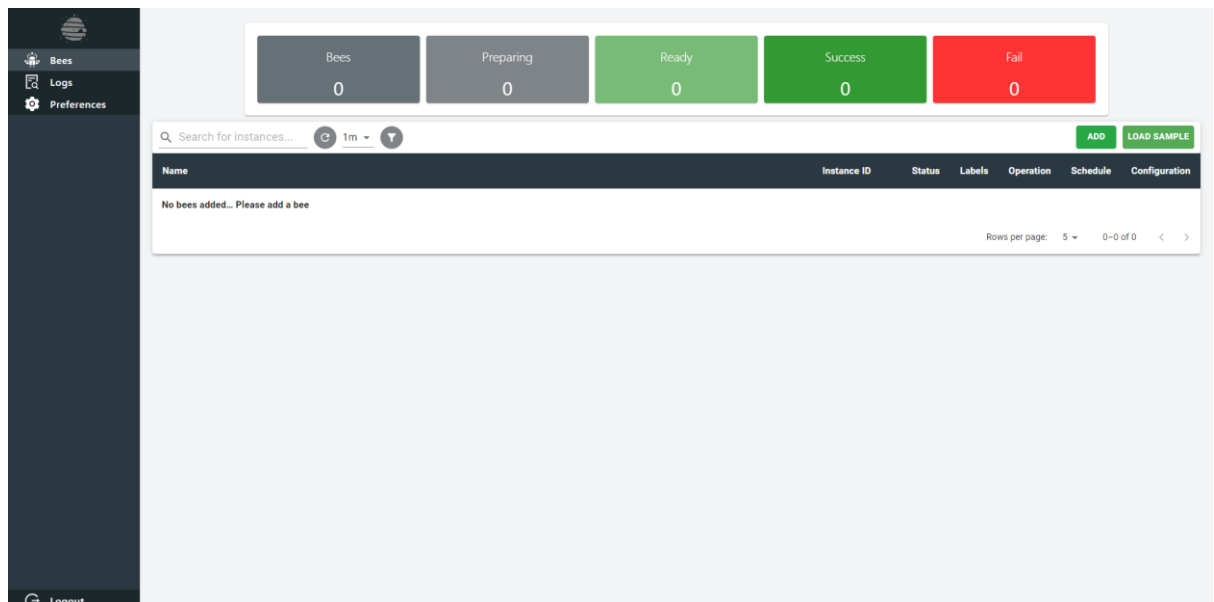 Bees
Logs
Preferences
Bees Preparing Ready Success Fail
0 0 0 0 0
Search for instances... 1m ADD LOAD SAMPLE
Name Instance ID Status Labels Operation Schedule Configuration
No bees added... Please add a bee
Rows per page: 5 0–0 of 0
Logout